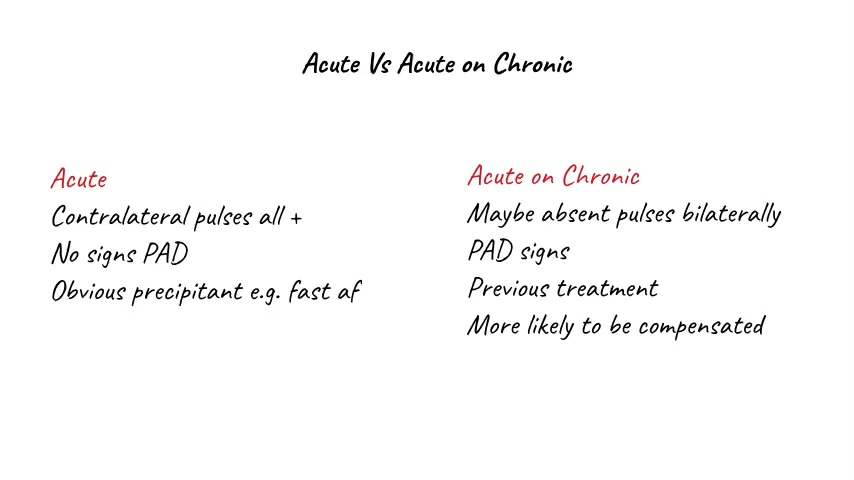 Acute Vs Acute on Chronic
Acute
Contralateral pulses all +
No signs PAD
Obvious precipitant e.g. fast af
Acute on Chronic
Maybe absent pulses bilaterally
PAD signs
Previous treatment
More likely to be compensated